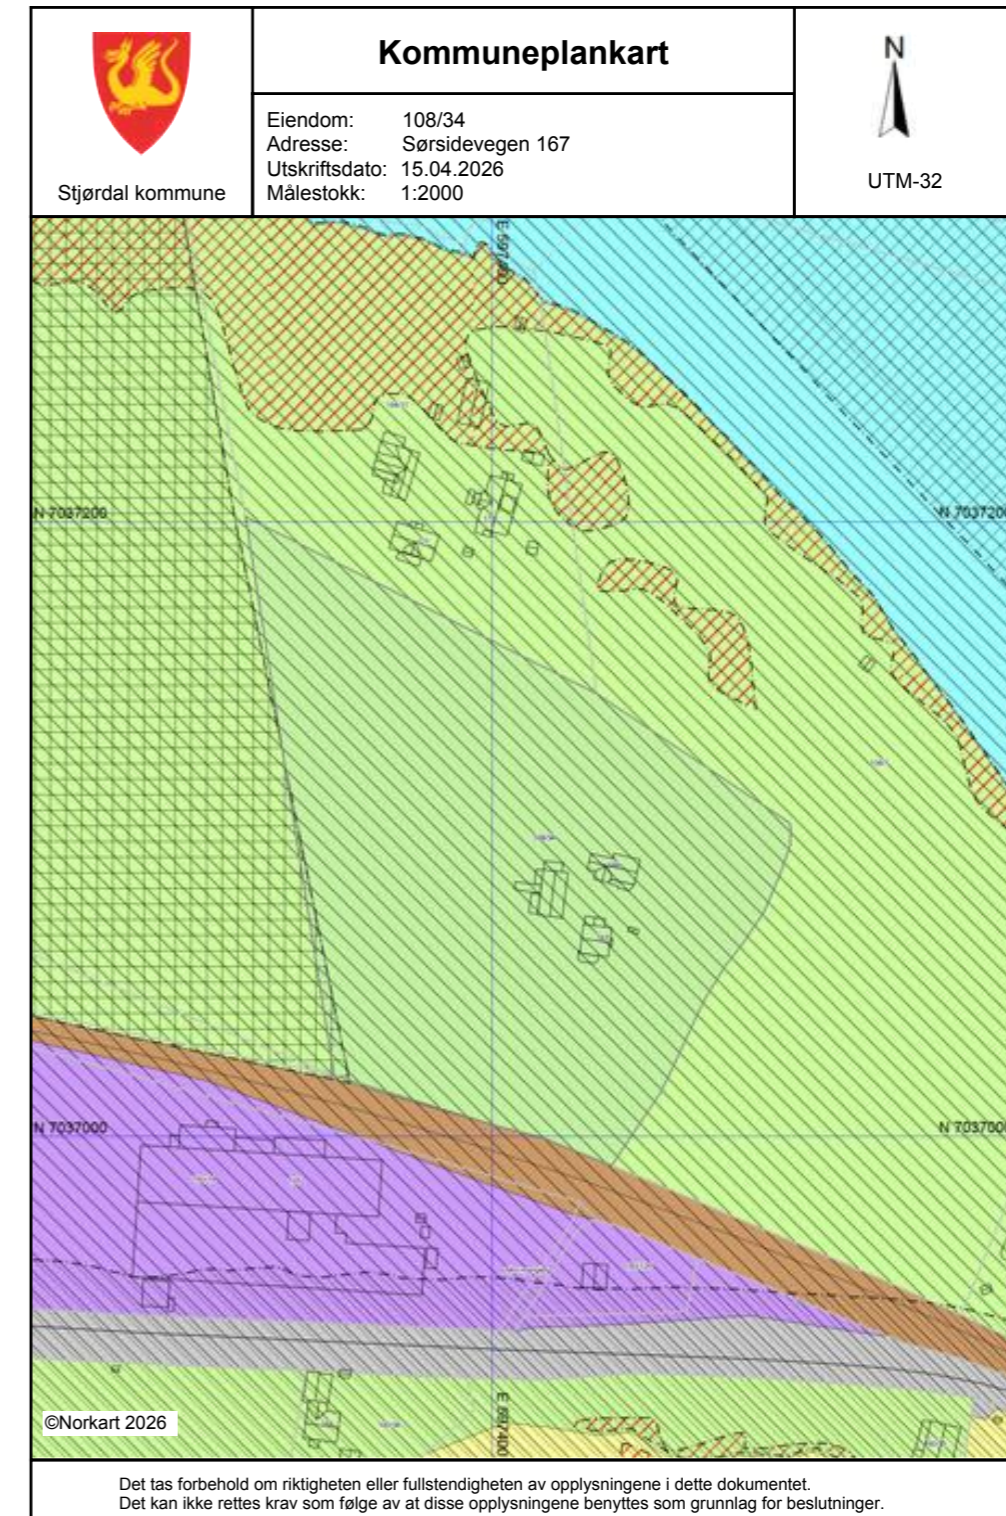 Kommuneplankart
Stjørdal kommune
Eiendom: 108/34
Adresse: Sørsidevegen 167
Utskriftsdato: 15.04.2026
Målestokk: 1:2000
N
UTM-32
N 7037200
N 7037200
N 7037000
N 7037000
E 597400
©Norkart 2026
Det tas forbehold om riktigheten eller fullstendigheten av opplysningene i dette dokumentet.
Det kan ikke rettes krav som følge av at disse opplysningene benyttes som grunnlag for beslutninger.